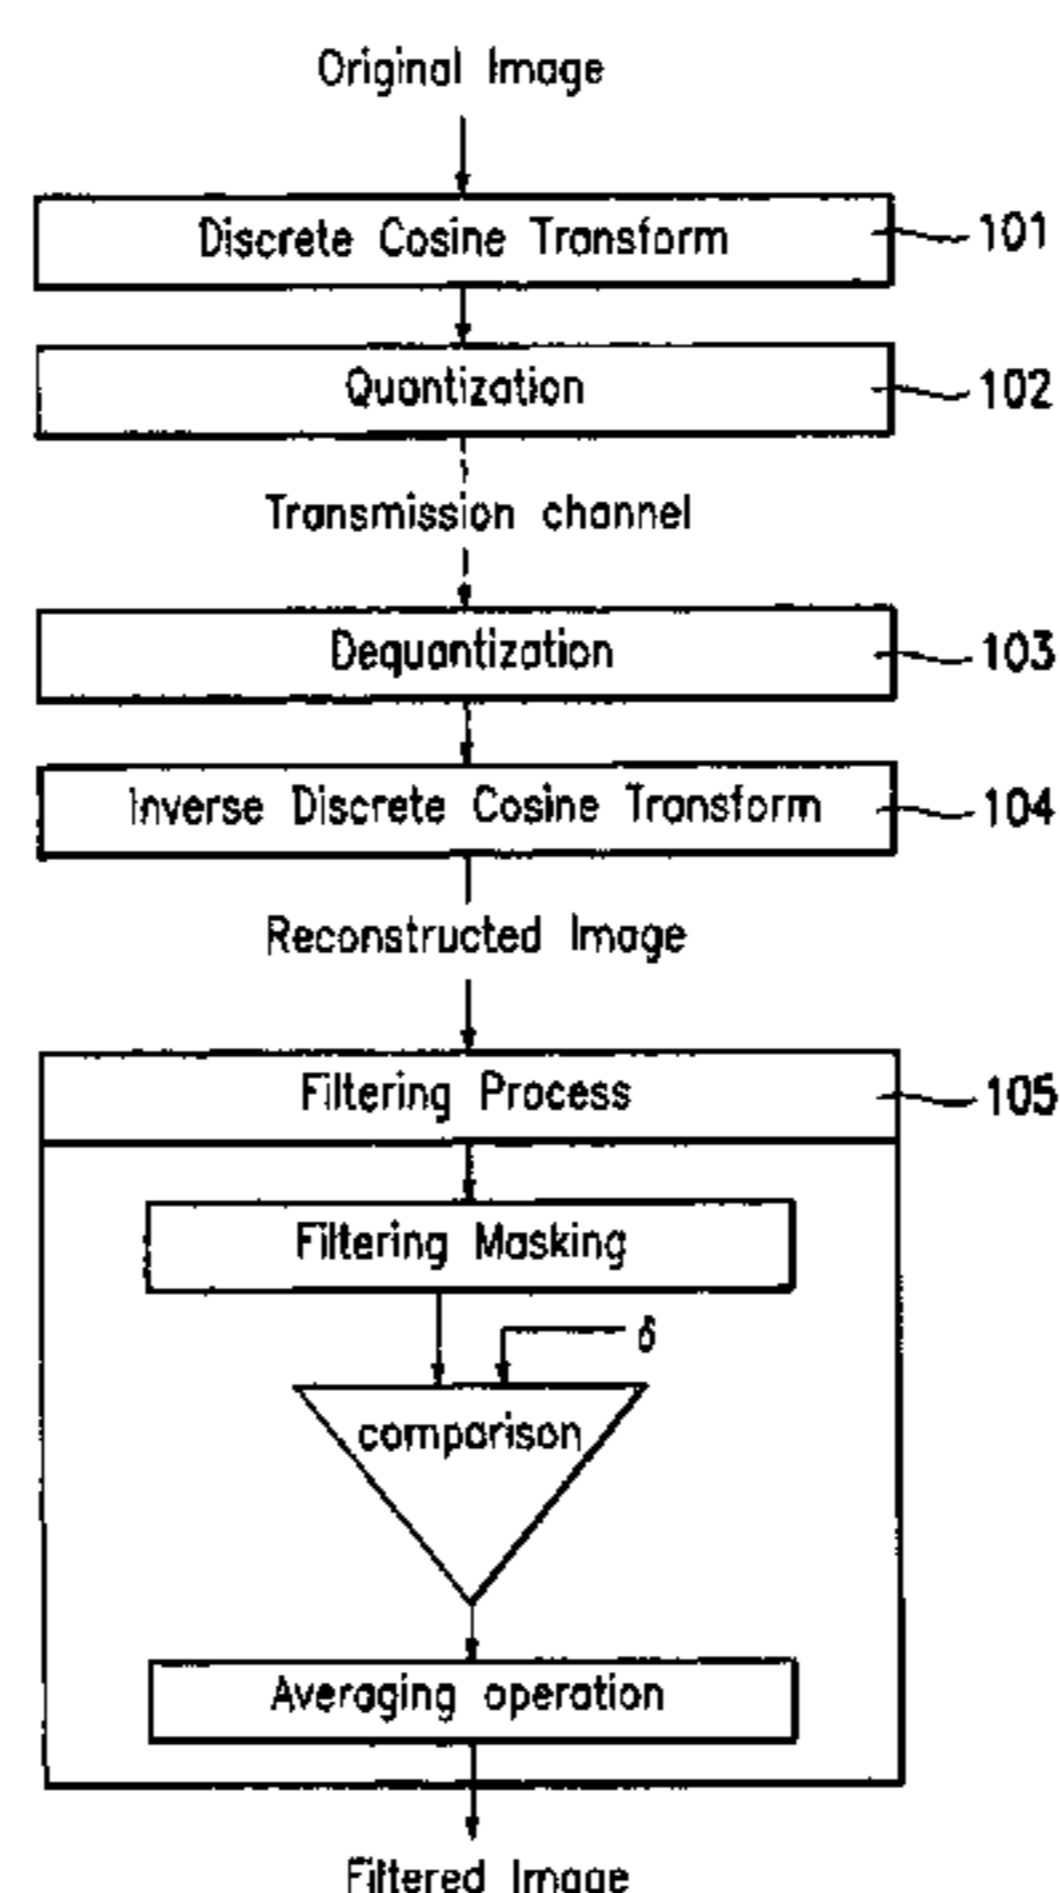 Original Image
Discrete Cosine Transform
101
Quantization
102
Transmission channel
Dequantization
103
Inverse Discrete Cosine Transform
104
Reconstructed Image
Filtering Process
105
Filtering Masking
δ
comparison
Averaging operation
Filtered Image